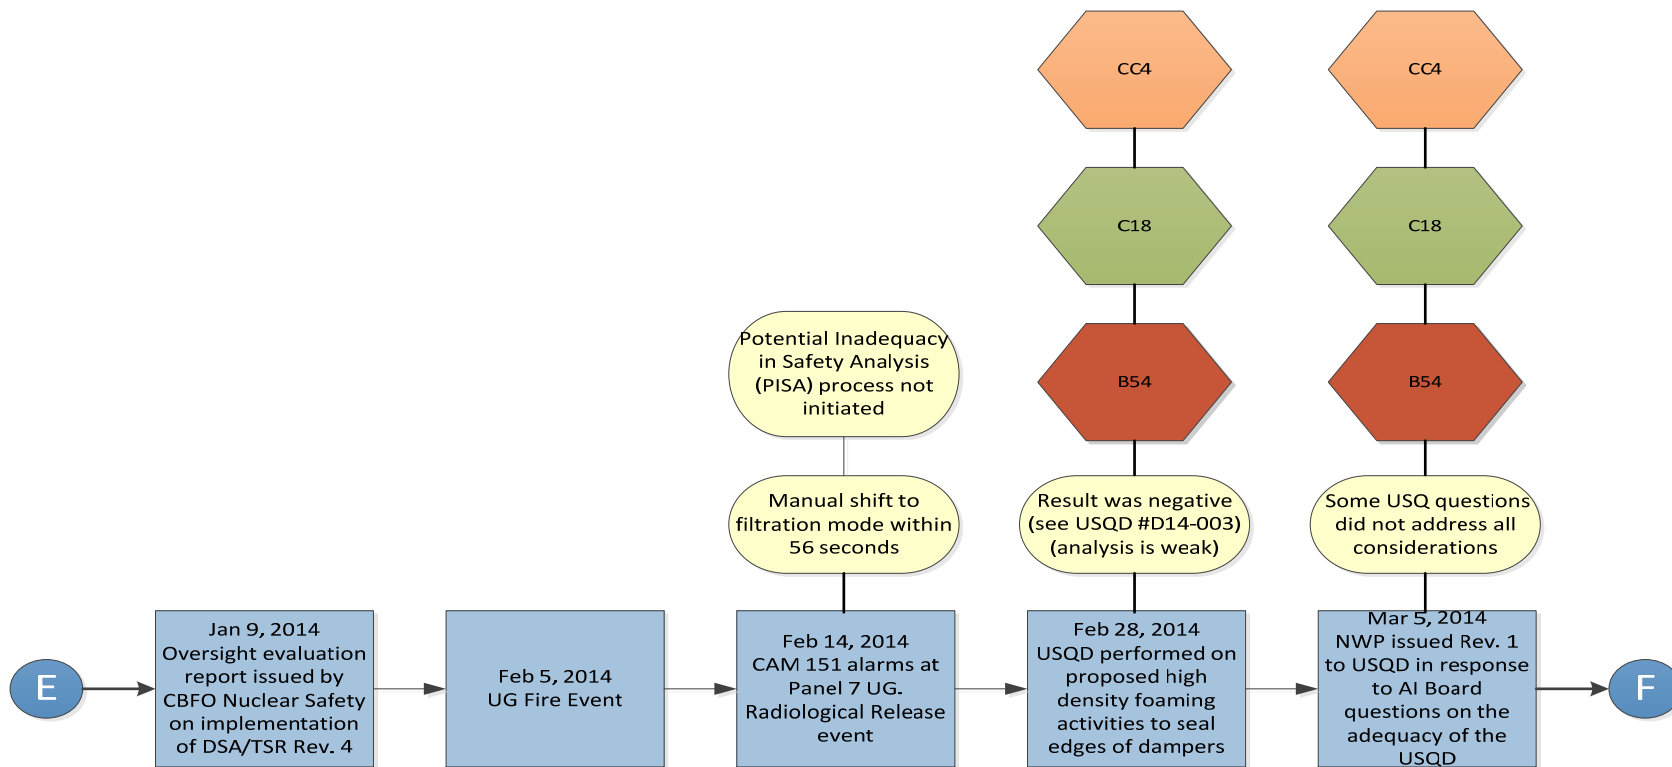 CC4
CC4
C18
C18
Potential Inadequacy
in Safety Analysis
(PISA) process not
initiated
B54
B54
Manual shift to
filtration mode within
56 seconds
Result was negative
(see USQD #D14-003)
(analysis is weak)
Some USQ questions
did not address all
considerations
E
Jan 9, 2014
Oversight evaluation
report issued by
CBFO Nuclear Safety
on implementation
of DSA/TSR Rev. 4
Feb 5, 2014
UG Fire Event
Feb 14, 2014
CAM 151 alarms at
Panel 7 UG.
Radiological Release
event
Feb 28, 2014
USQD performed on
proposed high
density foaming
activities to seal
edges of dampers
Mar 5, 2014
NWP issued Rev. 1
to USQD in response
to AI Board
questions on the
adequacy of the
USQD
F